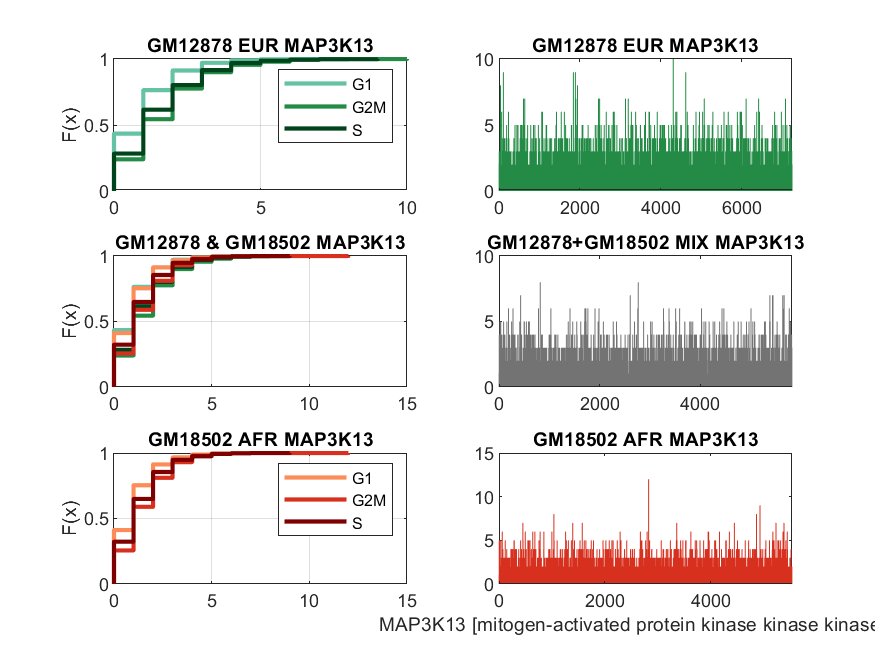 GM12878 EUR MAP3K13
1
0.5
0
F(x)
0 5 10
G1
G2M
S
GM12878 EUR MAP3K13
10
5
0
0 2000 4000 6000
GM12878 & GM18502 MAP3K13
1
0.5
0
F(x)
0 5 10 15
GM12878+GM18502 MIX MAP3K13
10
5
0
0 2000 4000
GM18502 AFR MAP3K13
1
0.5
0
F(x)
0 5 10 15
G1
G2M
S
GM18502 AFR MAP3K13
15
10
5
0
0 2000 4000
MAP3K13 [mitogen-activated protein kinase kinase kinase